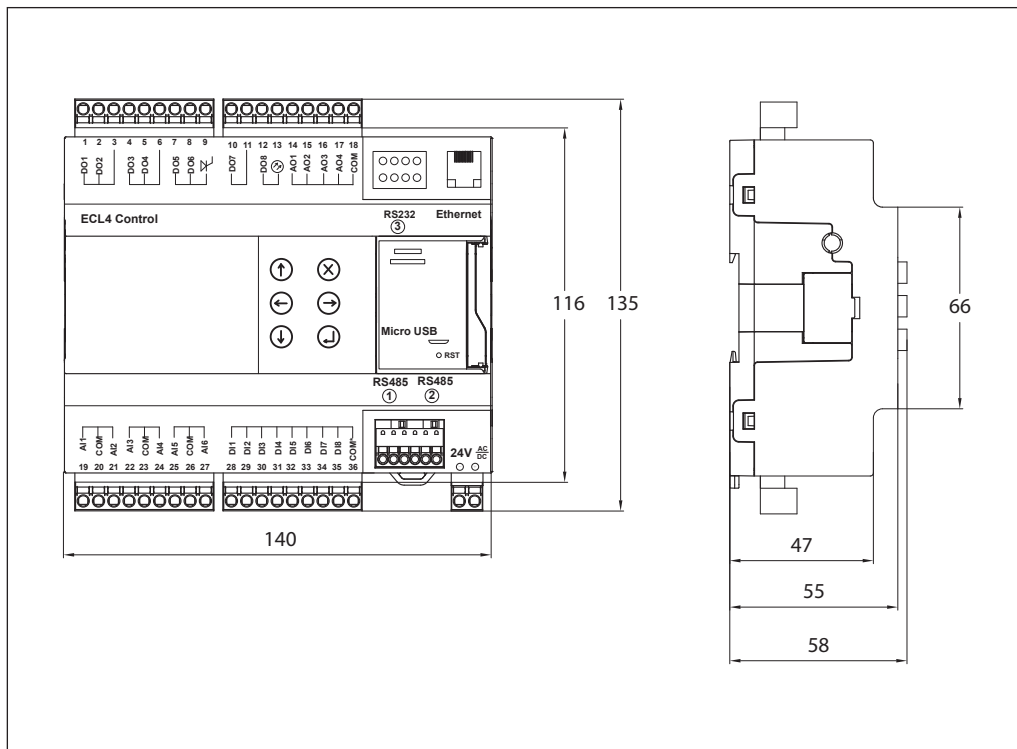 1 2 3 4 5 6 7 8 9 10 11 12 13 14 15 16 17 18
DO1 DO2 DO3 DO4 DO5 DO6 DO7 DO8 AO1 AO2 AO3 AO4 COM
ECL4 Control
RS232 Ethernet
3
116
135
66
Micro USB
RST
RS485 RS485
1 2
AI1 COM AI2 AI3 COM AI4 AI5 COM AI6 DI1 DI2 DI3 DI4 DI5 DI6 DI7 DI8 COM'
24V AC DC
19 20 21 22 23 24 25 26 27 28 29 30 31 32 33 34 35 36
140
47
55
58